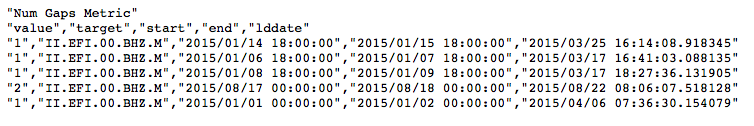 "Num Gaps Metric"
"value","target","start","end","lddate"
"1","II.EFI.00.BHZ.M","2015/01/14 18:00:00","2015/01/15 18:00:00","2015/03/25 16:14:08.918345"
"1","II.EFI.00.BHZ.M","2015/01/06 18:00:00","2015/01/07 18:00:00","2015/03/17 16:41:03.088135"
"1","II.EFI.00.BHZ.M","2015/01/08 18:00:00","2015/01/09 18:00:00","2015/03/17 18:27:36.131905"
"2","II.EFI.00.BHZ.M","2015/08/17 00:00:00","2015/08/18 00:00:00","2015/08/22 08:06:07.518128"
"1","II.EFI.00.BHZ.M","2015/01/01 00:00:00","2015/01/02 00:00:00","2015/04/06 07:36:30.154079"